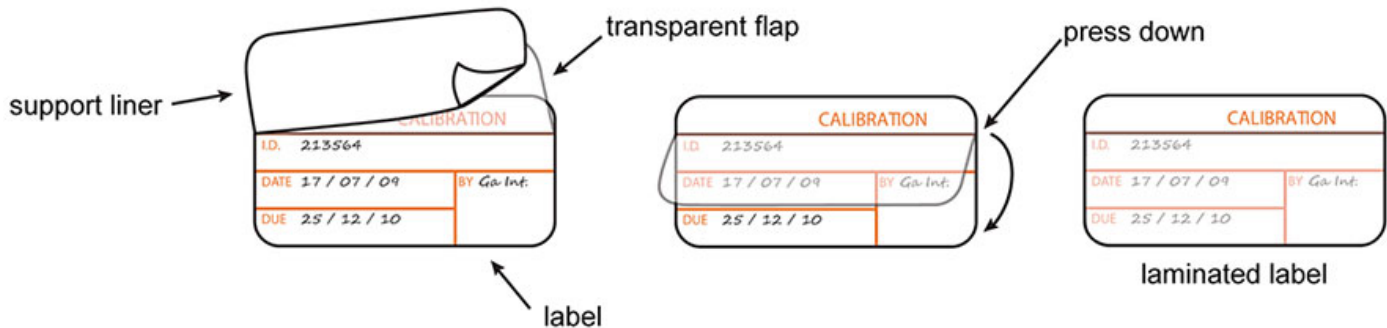 transparent flap
press down
support liner
CALIBRATION
I.D. 213564
DATE 17 / 07 / 09 BY Ga Int.
DUE 25 / 12 / 10
label
CALIBRATION
I.D. 213564
DATE 17 / 07 / 09 BY Ga Int.
DUE 25 / 12 / 10
CALIBRATION
I.D. 213564
DATE 17 / 07 / 09 BY Ga Int.
DUE 25 / 12 / 10
laminated label